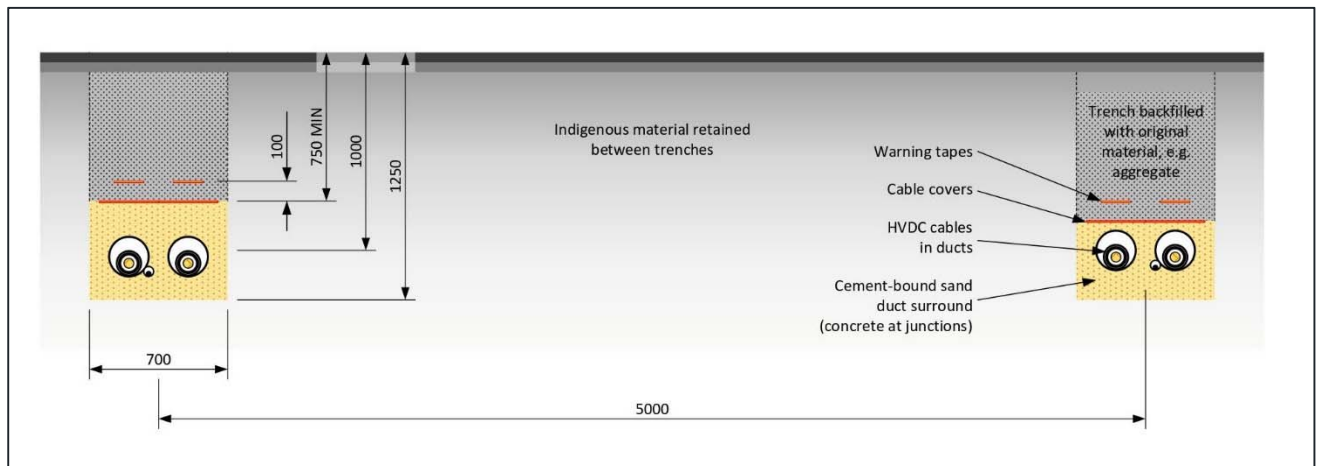 100
750 MIN
1000
1250
Indigenous material retained
between trenches
Trench backfilled
with original
material, e.g.
aggregate
Warning tapes
Cable covers
HVDC cables
in ducts
Cement-bound sand
duct surround
(concrete at junctions)
700
5000